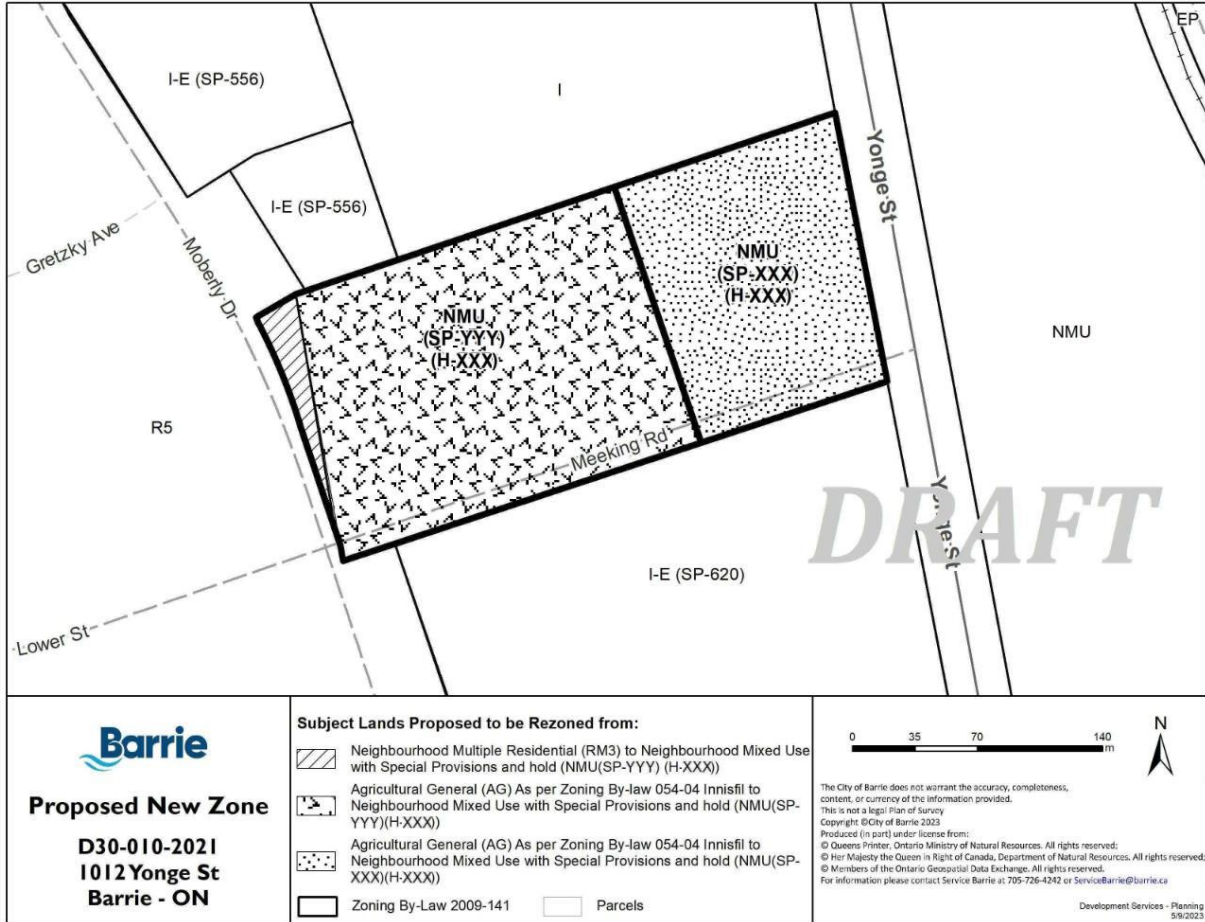 EP
I-E (SP-556)
I
I-E (SP-556)
Yonge St
Gretzky Ave
Moberly Dr
NMU
(SP-XXX)
(H-XXX)
NMU
(SP-YYY)
(H-XXX)
NMU
R5
Meeking Rd
DRAFT
Yonge St
I-E (SP-620)
Lower St
Barrie
Proposed New Zone
D30-010-2021
1012 Yonge St
Barrie - ON
Subject Lands Proposed to be Rezoned from:
Neighbourhood Multiple Residential (RM3) to Neighbourhood Mixed Use
with Special Provisions and hold (NMU(SP-YYY) (H-XXX))
Agricultural General (AG) As per Zoning By-law 054-04 Innisfil to
Neighbourhood Mixed Use with Special Provisions and hold (NMU(SP-
YYY)(H-XXX))
Agricultural General (AG) As per Zoning By-law 054-04 Innisfil to
Neighbourhood Mixed Use with Special Provisions and hold (NMU(SP-
XXX)(H-XXX))
Zoning By-Law 2009-141 Parcels
0 35 70 140
m
N
The City of Barrie does not warrant the accuracy, completeness,
content, or currency of the information provided.
This is not a legal Plan of Survey
Copyright ©City of Barrie 2023
Produced (in part) under license from:
© Queens Printer, Ontario Ministry of Natural Resources. All rights reserved;
© Her Majesty the Queen in Right of Canada, Department of Natural Resources. All rights reserved;
© Members of the Ontario Geospatial Data Exchange. All rights reserved.
For information please contact Service Barrie at 705-726-4242 or ServiceBarrie@barrie.ca
Development Services - Planning
5/9/2023